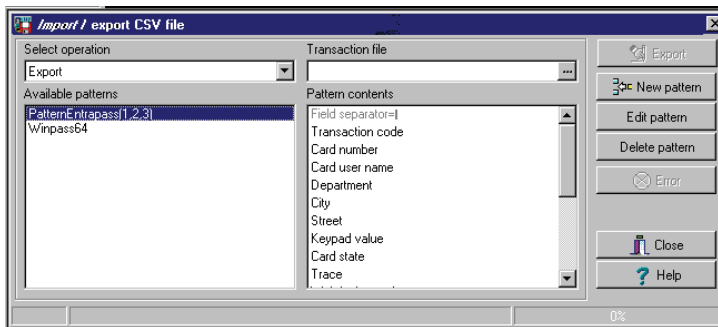 Import / export CSV file
Select operation
Export
Transaction file
...
Available patterns
PatternEntrapass(1,2,3)
Winpass64
Pattern contents
Field separator=|
Transaction code
Card number
Card user name
Department
City
Street
Keypad value
Card state
Trace
Export
New pattern
Edit pattern
Delete pattern
Error
Close
Help
0%